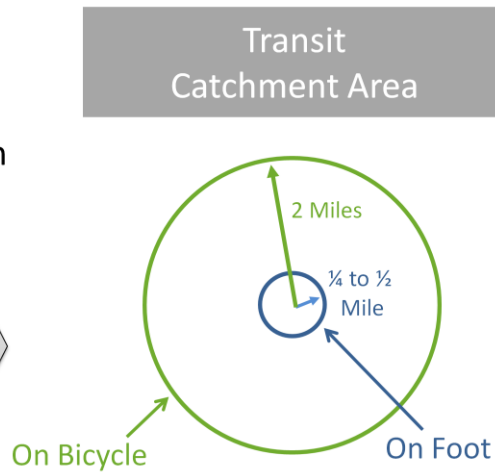 Transit
Catchment Area
2 Miles
¼ to ½
Mile
On Bicycle
On Foot